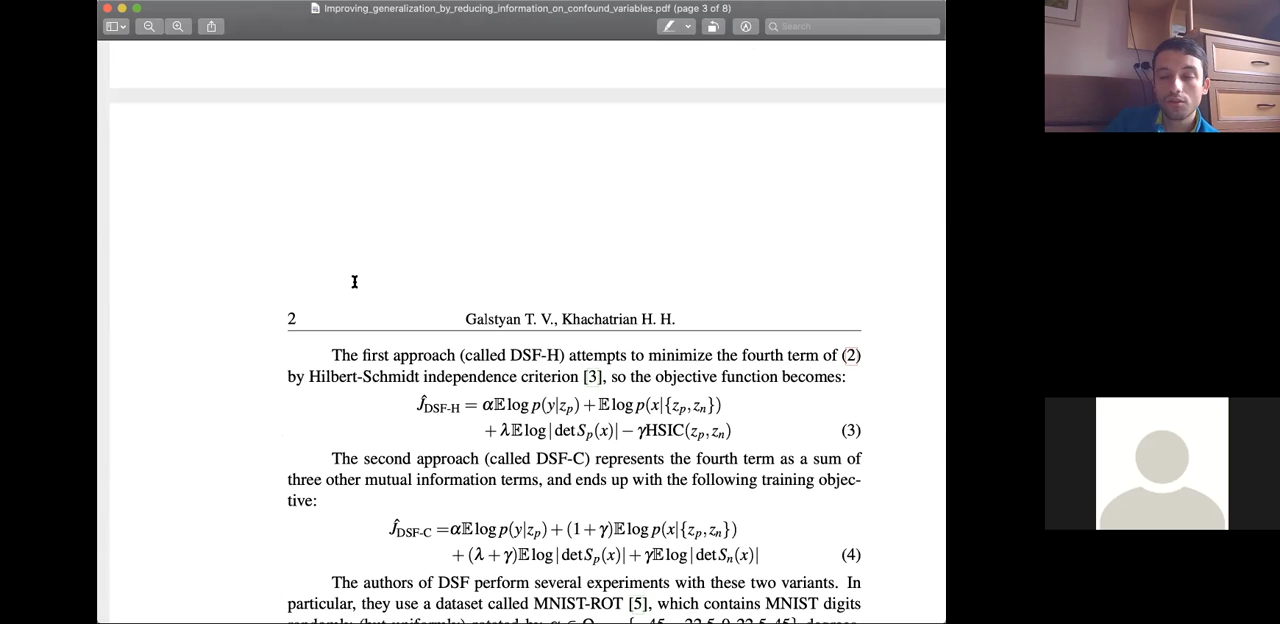 Improving_generalization_by_reducing_information_on_confound_variables.pdf (page 3 of 8)
Search
2 Galstyan T. V., Khachatrian H. H.
The first approach (called DSF-H) attempts to minimize the fourth term of (2)
by Hilbert-Schmidt independence criterion [3], so the objective function becomes:
Ĵ_DSF-H = α𝔼 log p(y|z_p) + 𝔼 log p(x|{z_p, z_n})
+ λ𝔼 log | det S_p(x)| − γHSIC(z_p, z_n) (3)
The second approach (called DSF-C) represents the fourth term as a sum of
three other mutual information terms, and ends up with the following training objec-
tive:
Ĵ_DSF-C = α𝔼 log p(y|z_p) + (1 + γ)𝔼 log p(x|{z_p, z_n})
+ (λ + γ)𝔼 log | det S_p(x)| + γ𝔼 log | det S_n(x)| (4)
The authors of DSF perform several experiments with these two variants. In
particular, they use a dataset called MNIST-ROT [5], which contains MNIST digits